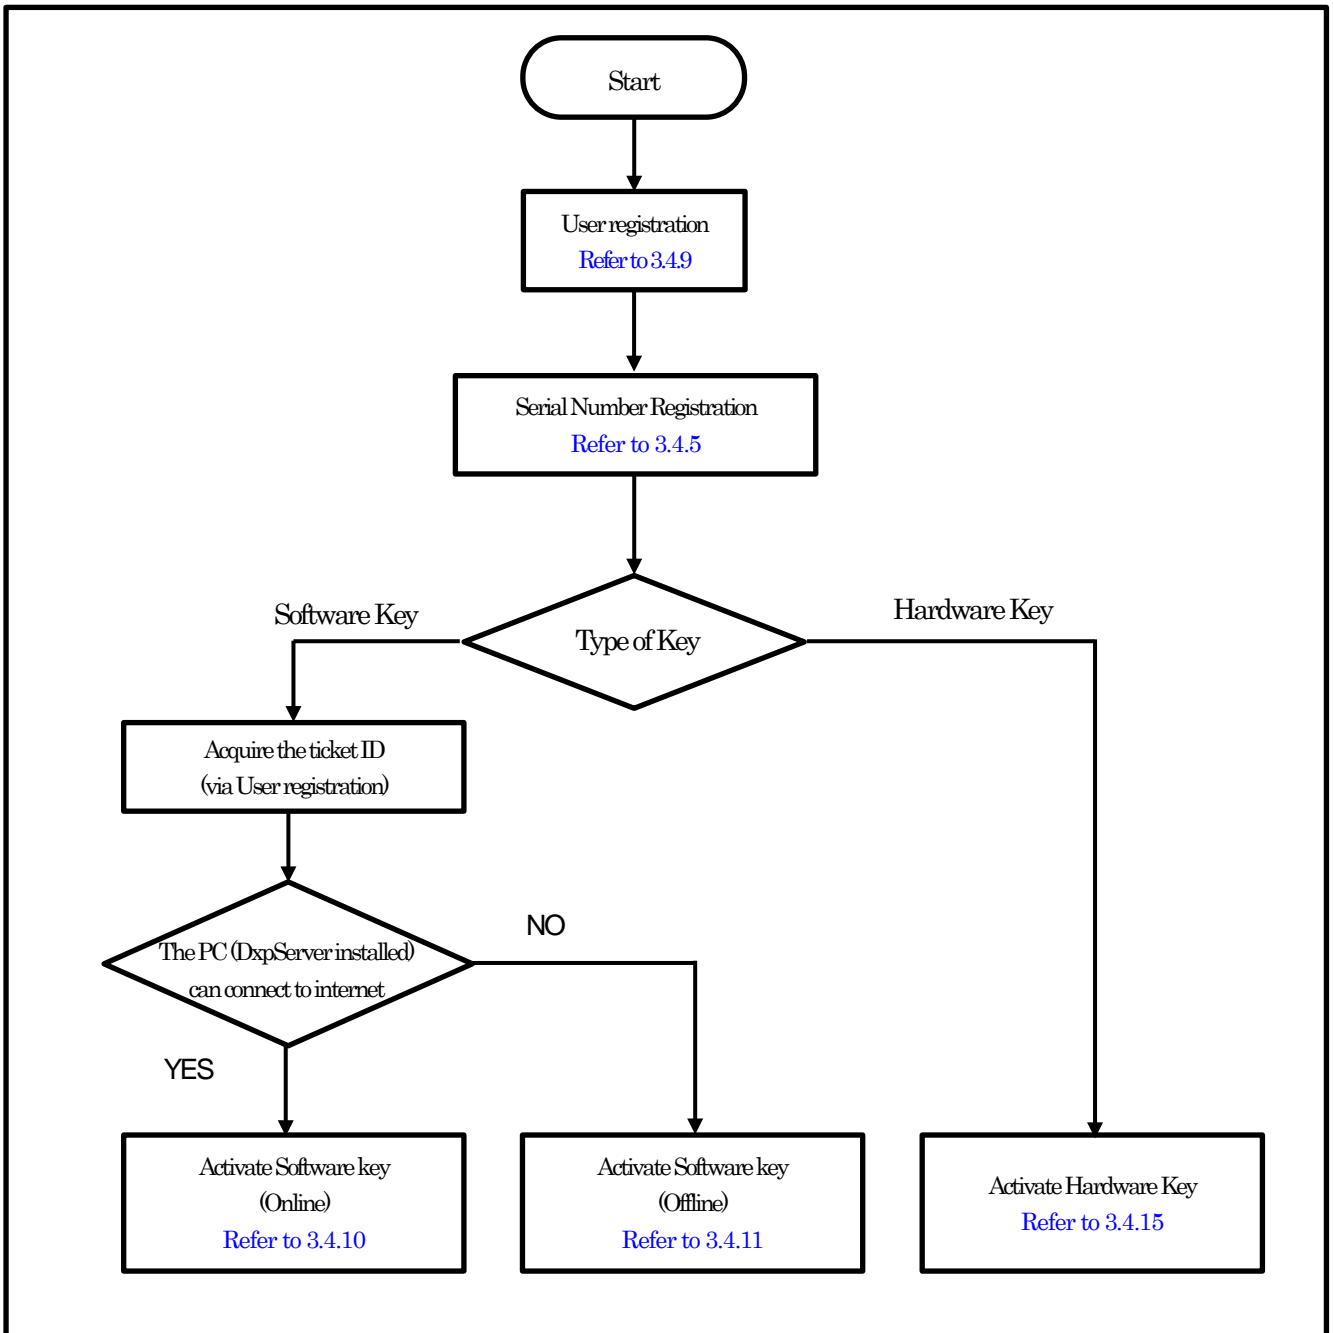 Start
User registration
Refer to 3.4.9
Serial Number Registration
Refer to 3.4.5
Software Key
Hardware Key
Type of Key
Acquire the ticket ID
(via User registration)
NO
The PC (DxpServer installed)
can connect to internet
YES
Activate Software key
(Online)
Refer to 3.4.10
Activate Software key
(Offline)
Refer to 3.4.11
Activate Hardware Key
Refer to 3.4.15